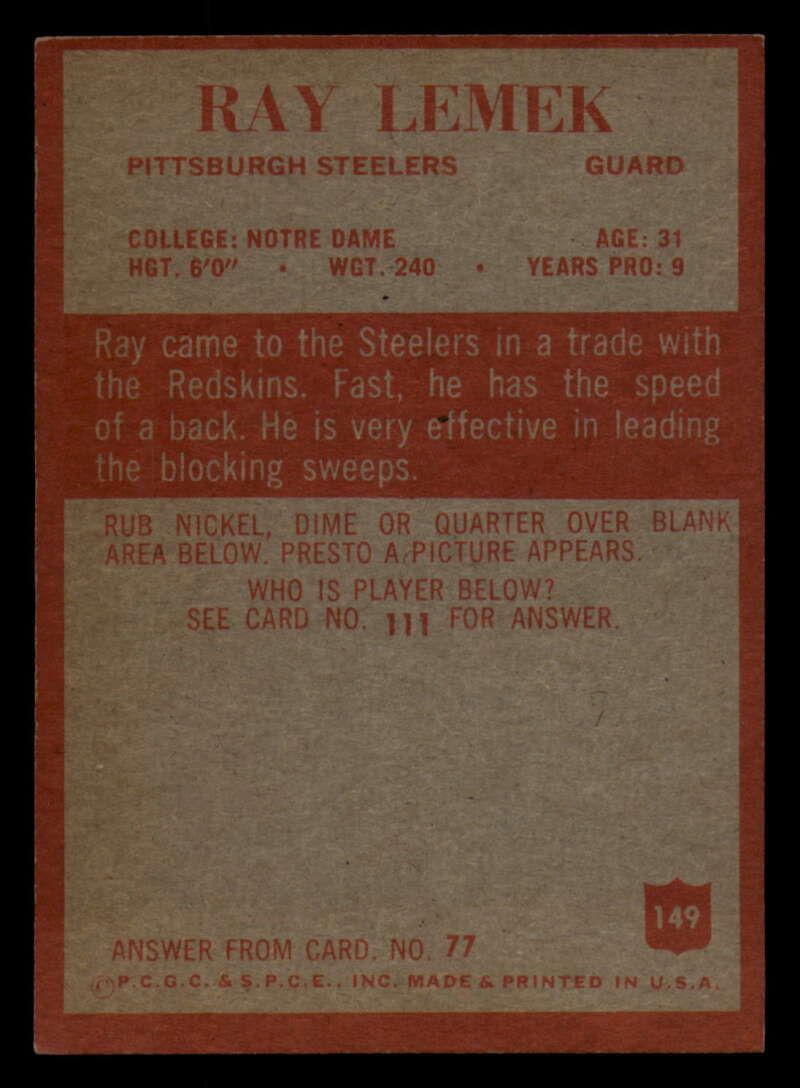 RAY LEMEK
PITTSBURGH STEELERS GUARD
COLLEGE: NOTRE DAME AGE: 31
HGT. 6'0" • WGT. 240 • YEARS PRO: 9
Ray came to the Steelers in a trade with
the Redskins. Fast, he has the speed
of a back. He is very effective in leading
the blocking sweeps.
RUB NICKEL, DIME OR QUARTER OVER BLANK
AREA BELOW. PRESTO A PICTURE APPEARS.
WHO IS PLAYER BELOW?
SEE CARD NO. 111 FOR ANSWER.
149
ANSWER FROM CARD. NO. 77
©P.C.G.C. & S.P.C.E., INC. MADE & PRINTED IN U.S.A.